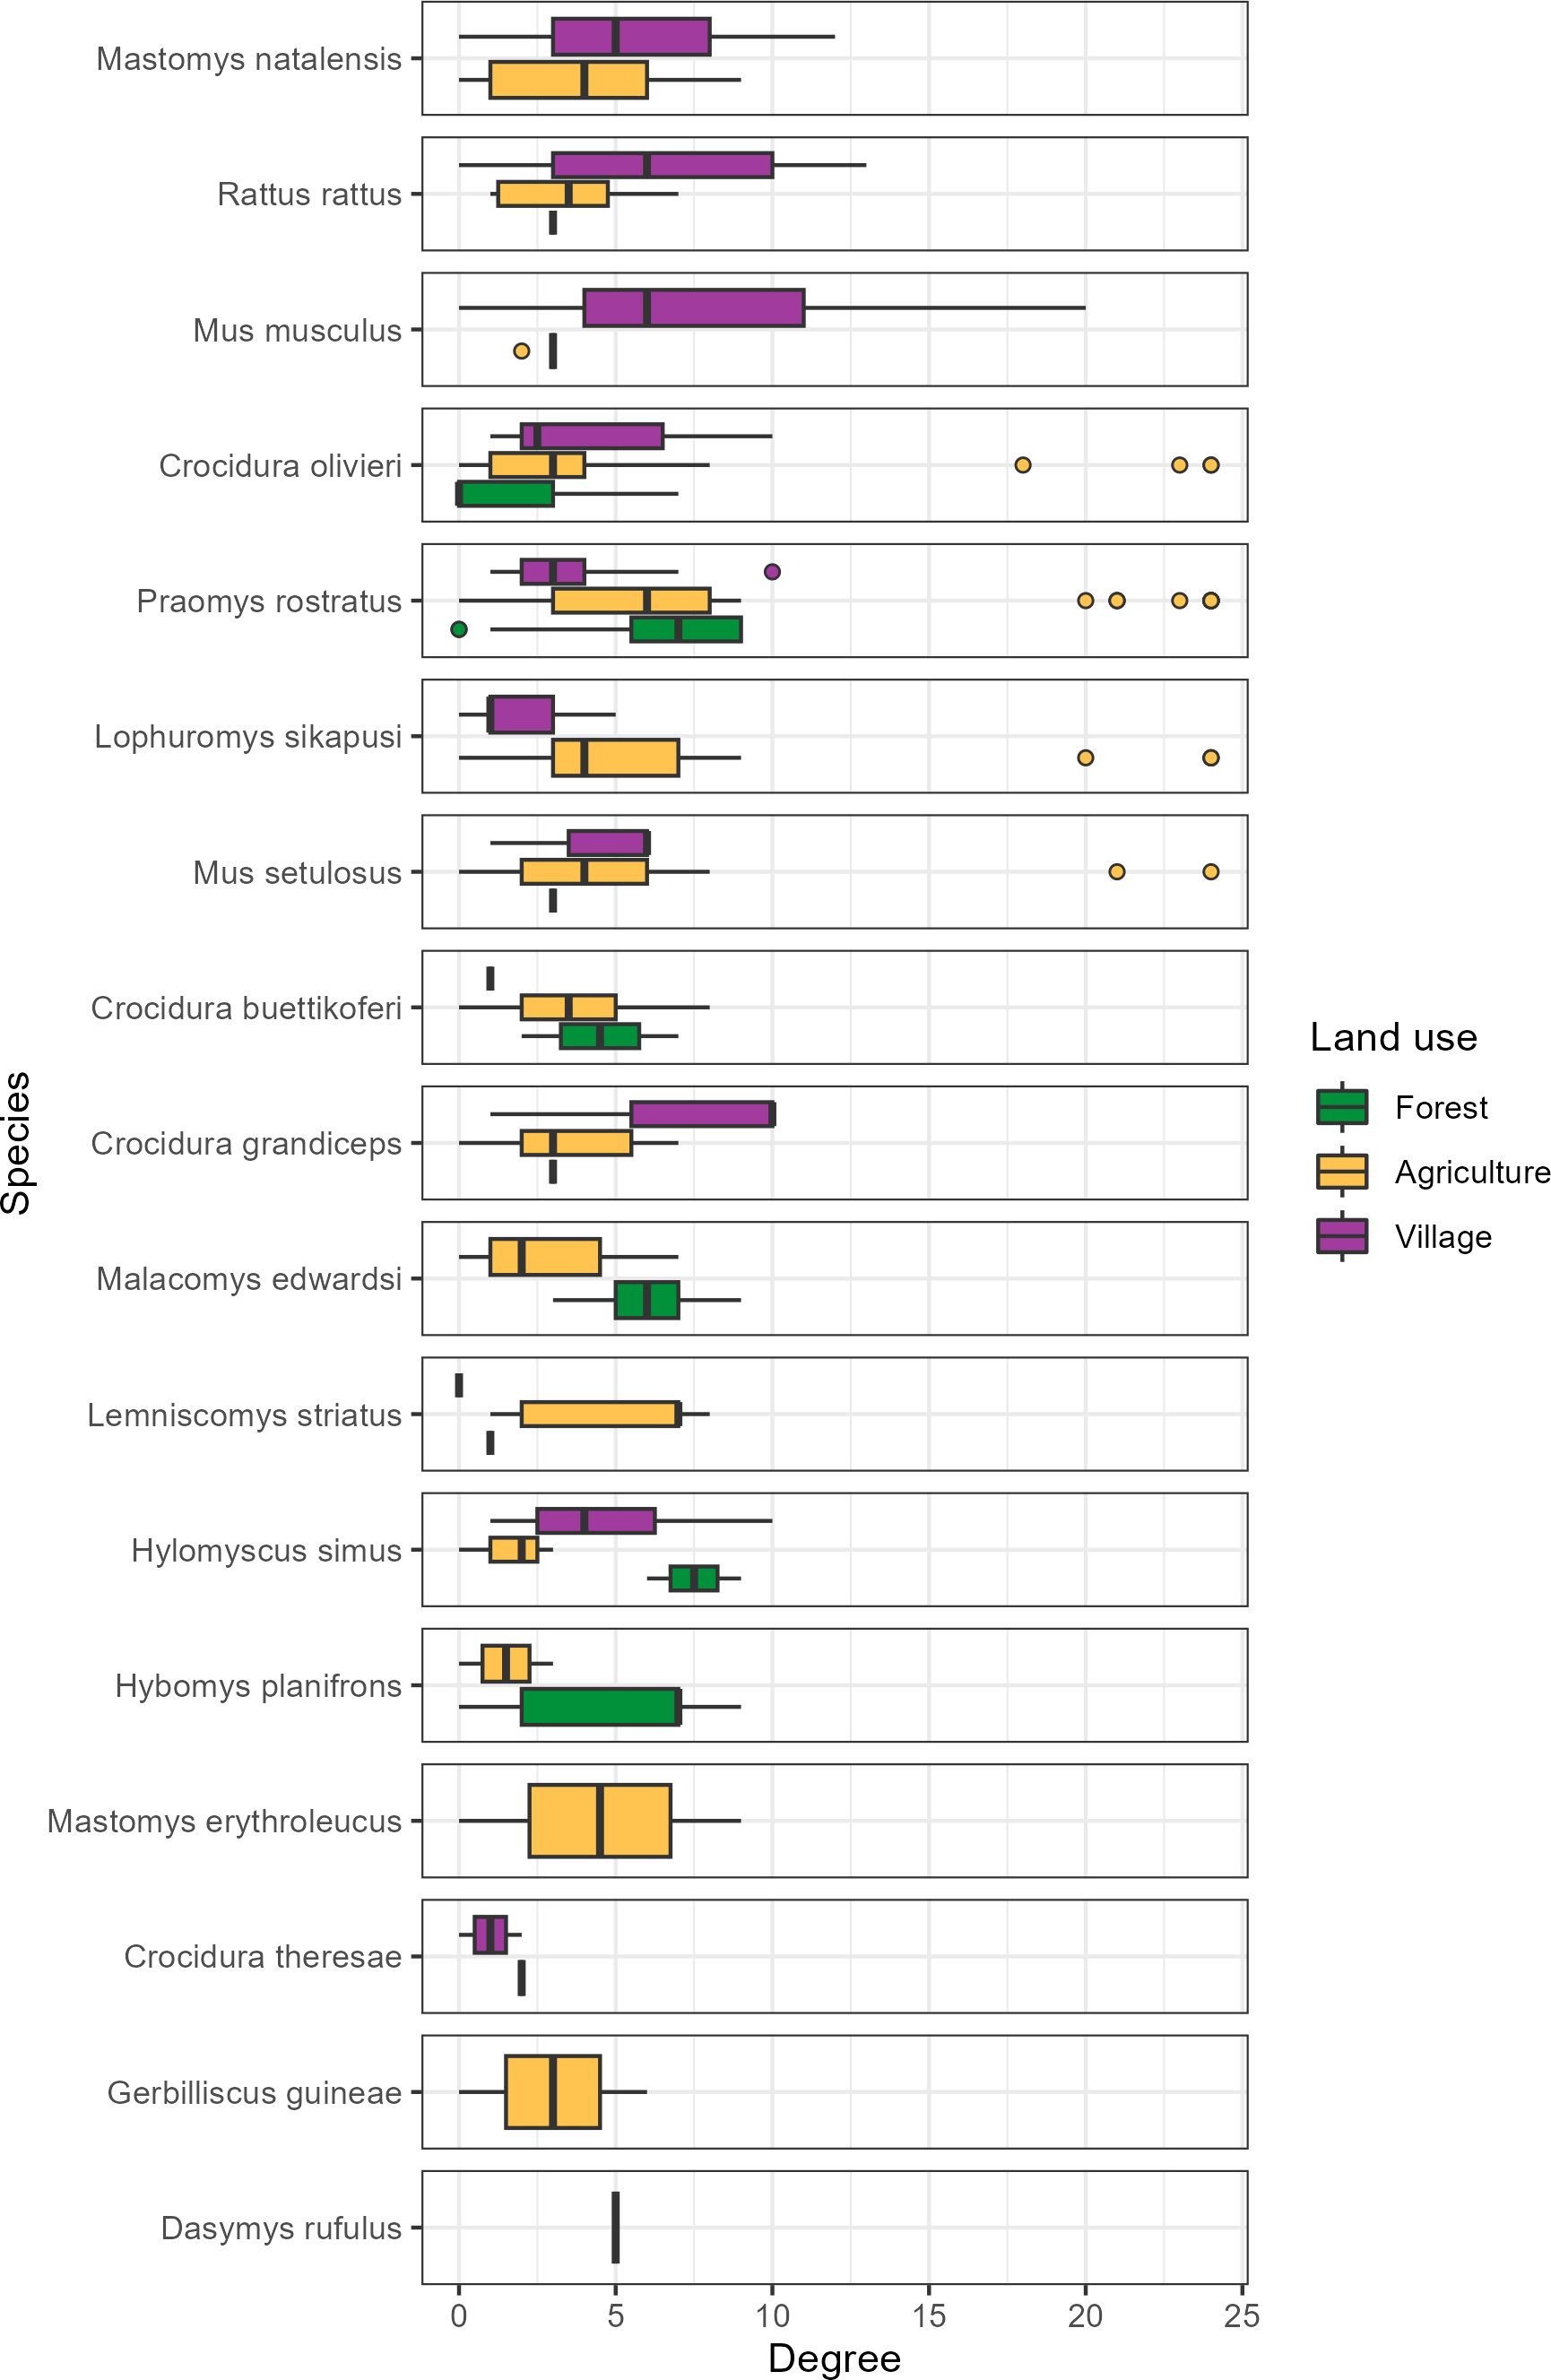 Mastomys natalensis
Rattus rattus
Mus musculus
Crocidura olivieri
Praomys rostratus
Lophuromys sikapusi
Mus setulosus
Crocidura buettikoferi
Crocidura grandiceps
Malacomys edwardsi
Lemniscomys striatus
Hylomyscus simus
Hybomys planifrons
Mastomys erythroleucus
Crocidura theresae
Gerbilliscus guineae
Dasymys rufulus
Species
0 5 10 15 20 25
Degree
Land use
Forest
Agriculture
Village